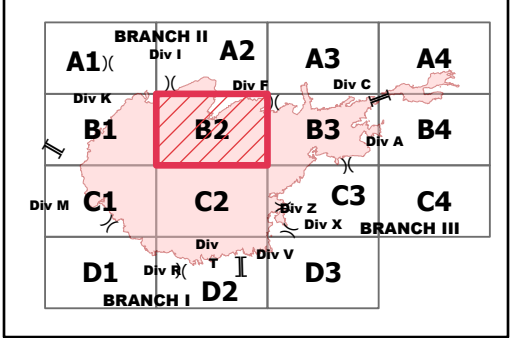 BRANCH II
A1
Div I
A2
A3
A4
Div K
Div F
Div C
B1
B2
B3
B4
Div A
Div M
C1
C2
C3
C4
Div Z
Div X
BRANCH III
Div
T
Div V
D1
Div R
D2
D3
BRANCH I